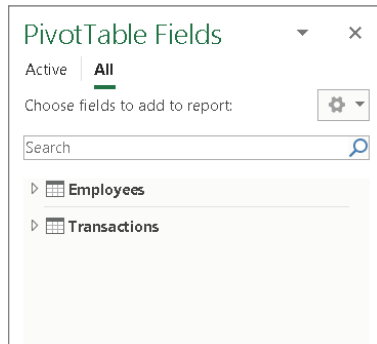 PivotTable Fields
Active All
Choose fields to add to report:
Search
Employees
Transactions